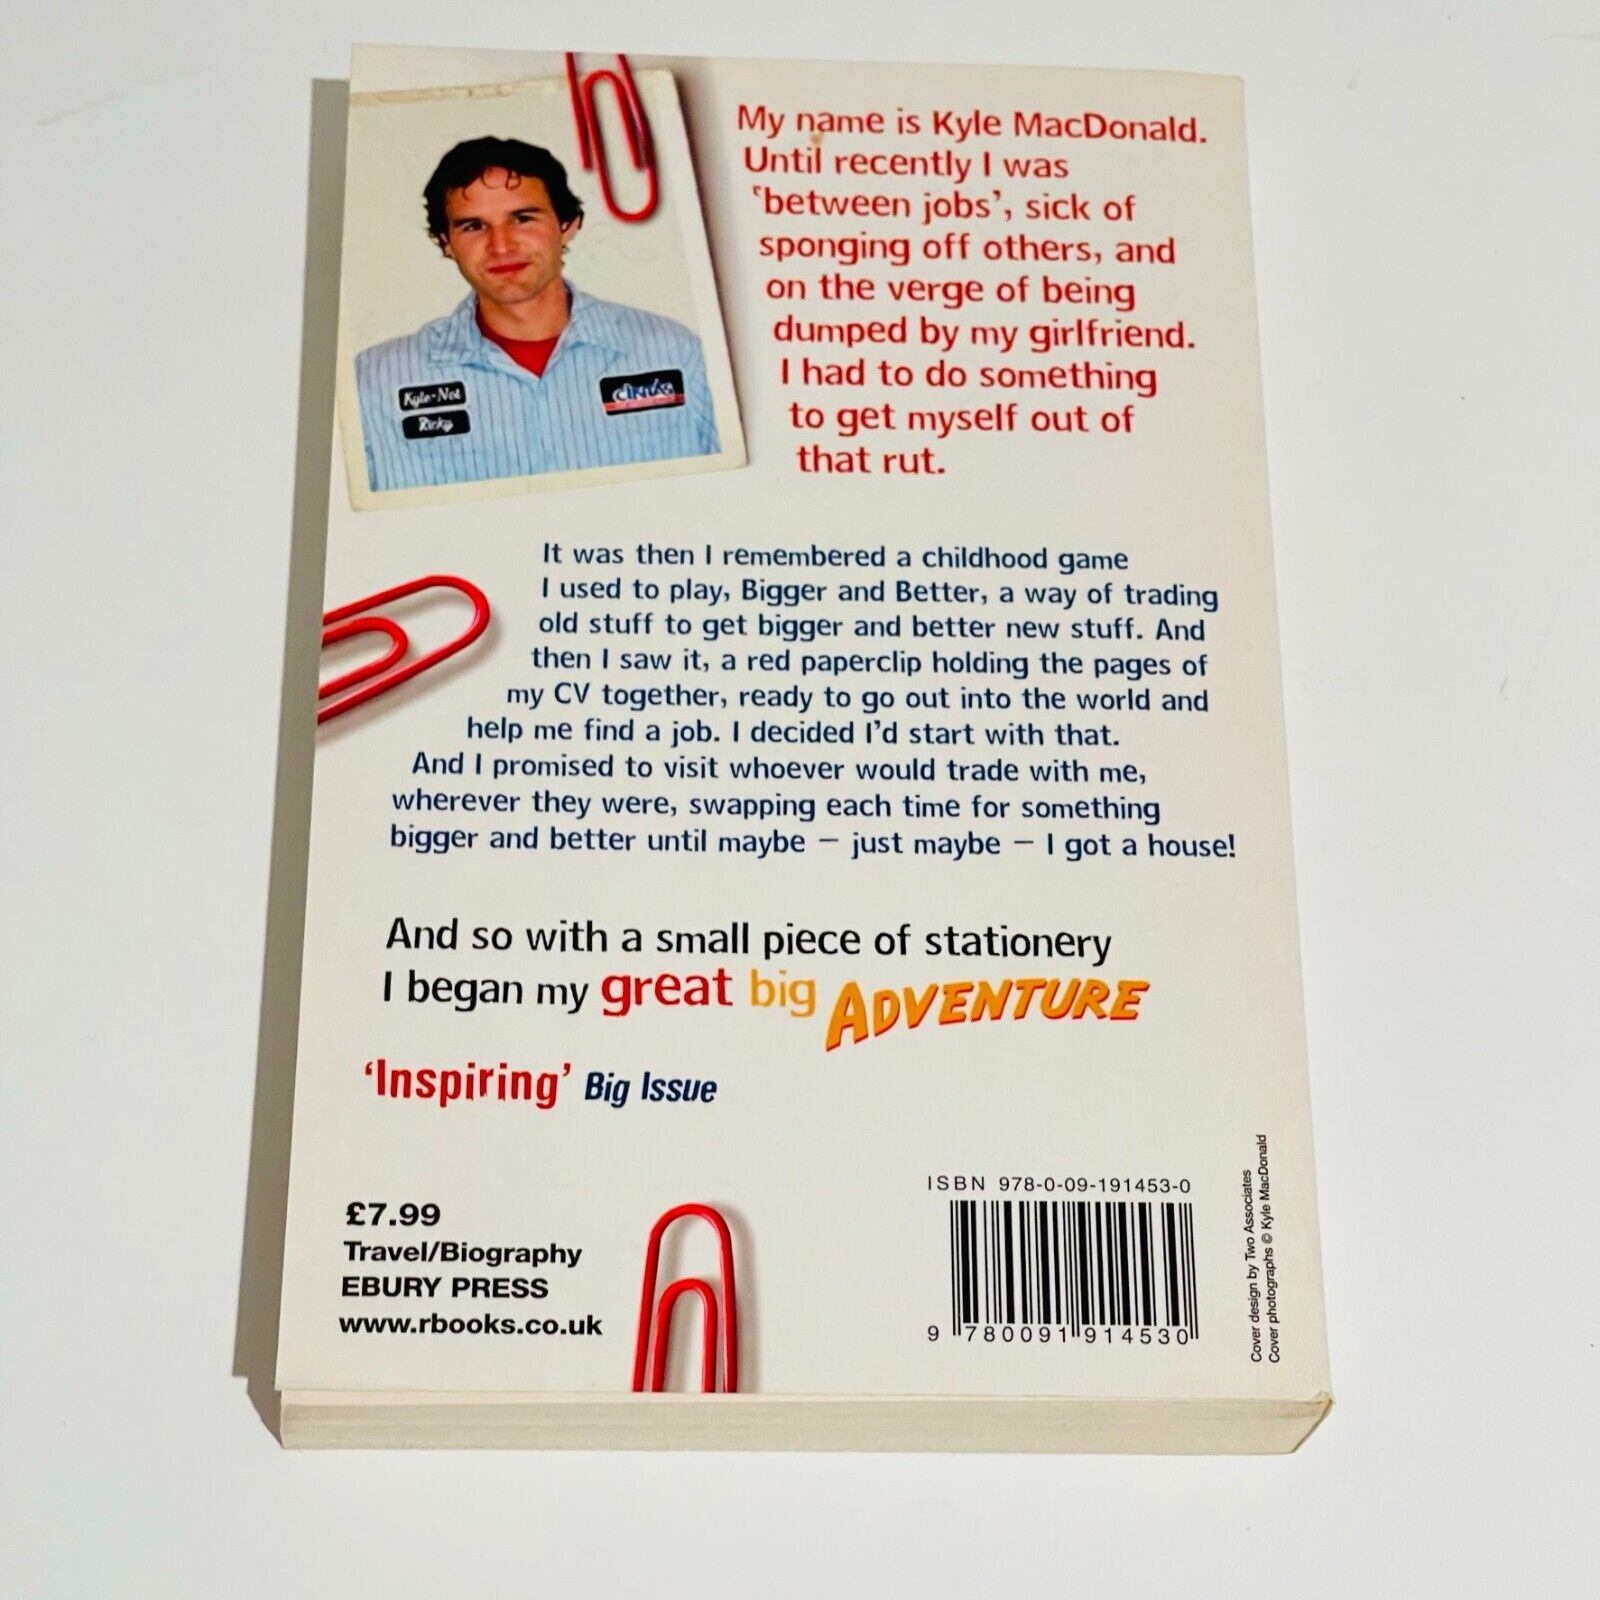 My name is Kyle MacDonald.
Until recently I was
‘between jobs’, sick of
sponging off others, and
on the verge of being
dumped by my girlfriend.
I had to do something
to get myself out of
that rut.
Kyle-Not
Ricky
CINTAS
It was then I remembered a childhood game
I used to play, Bigger and Better, a way of trading
old stuff to get bigger and better new stuff. And
then I saw it, a red paperclip holding the pages of
my CV together, ready to go out into the world and
help me find a job. I decided I’d start with that.
And I promised to visit whoever would trade with me,
wherever they were, swapping each time for something
bigger and better until maybe – just maybe – I got a house!
And so with a small piece of stationery
I began my great big ADVENTURE
‘Inspiring’ Big Issue
£7.99
Travel/Biography
EBURY PRESS
www.rbooks.co.uk
ISBN 978-0-09-191453-0
9 780091 914530
Cover design by Two Associates
Cover photographs © Kyle MacDonald